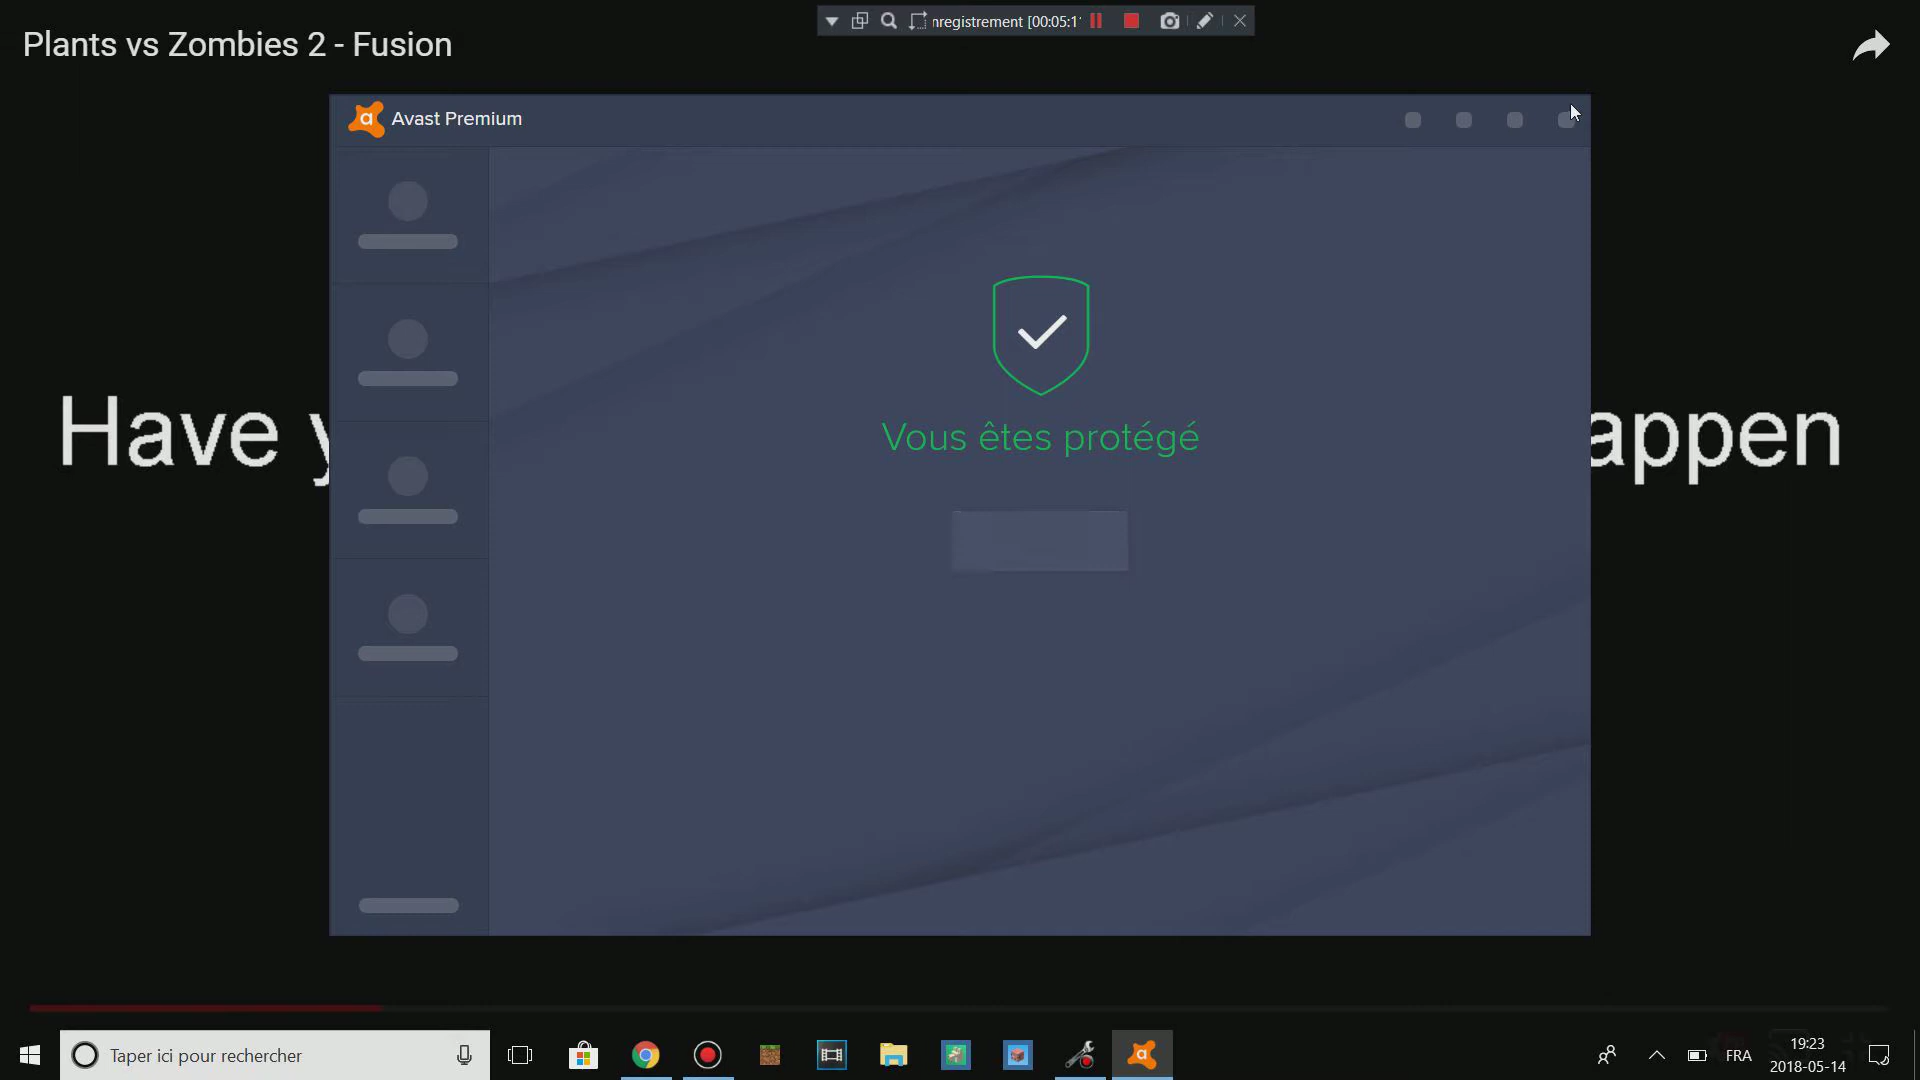 nregistrement [00:05:1
Plants vs Zombies 2 - Fusion
Avast Premium
Have y
appen
Vous êtes protégé
Taper ici pour rechercher
FRA
19:23
2018-05-14